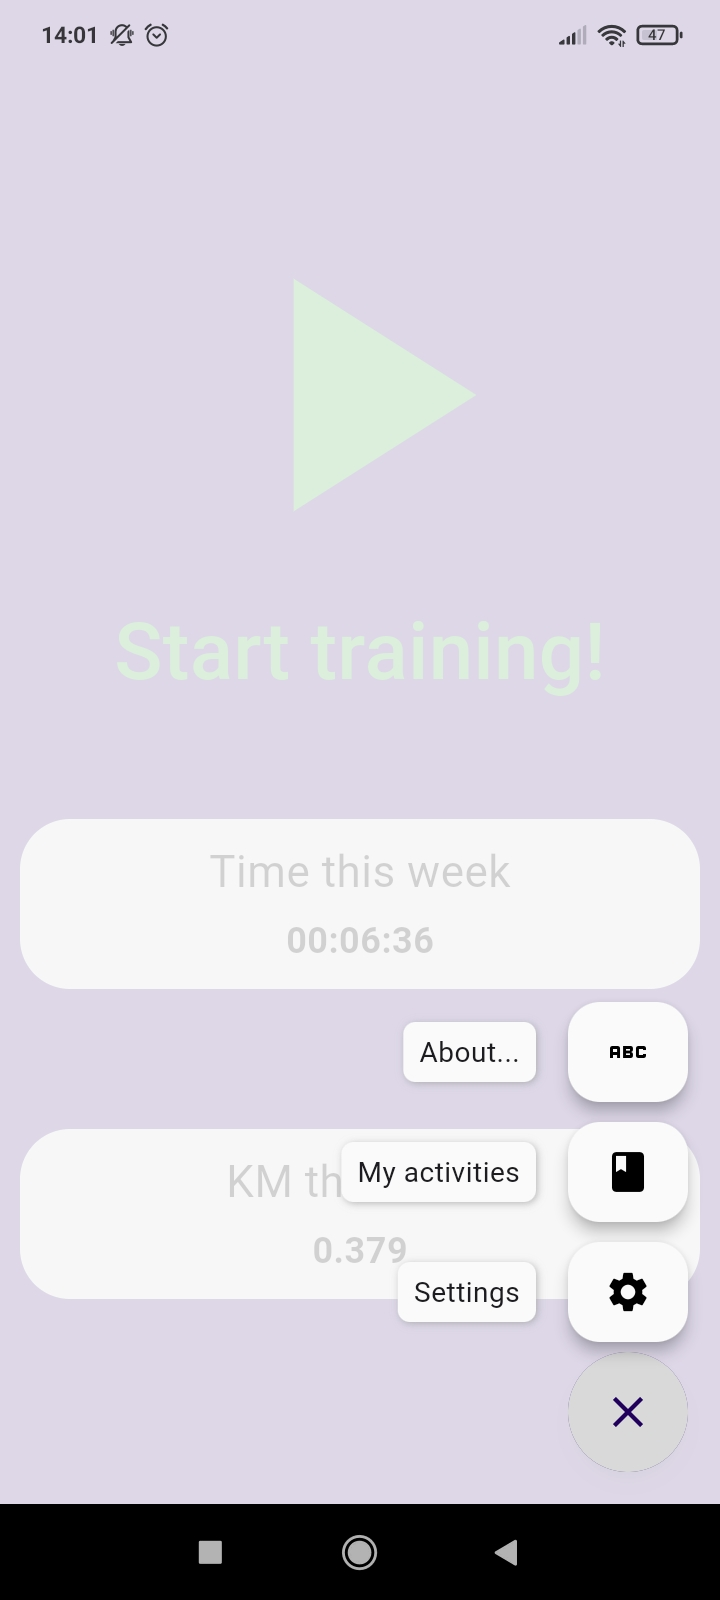 14:01
47
Start training!
Time this week
00:06:36
About...
ABC
KM th
My activities
0.379
Settings